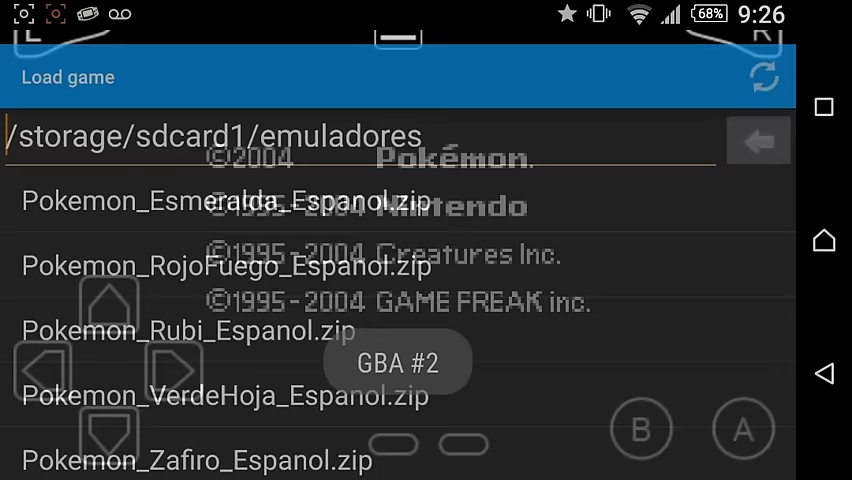 68% 9:26
L R
Load game
/storage/sdcard1/emuladores
©2004 Pokémon.
Pokemon_Esmeralda_Espanol.zip
©1995-2004 Nintendo
©1995-2004 Creatures Inc.
Pokemon_RojoFuego_Espanol.zip
©1995-2004 GAME FREAK inc.
Pokemon_Rubi_Espanol.zip
GBA #2
Pokemon_VerdeHoja_Espanol.zip
B A
Pokemon_Zafiro_Espanol.zip